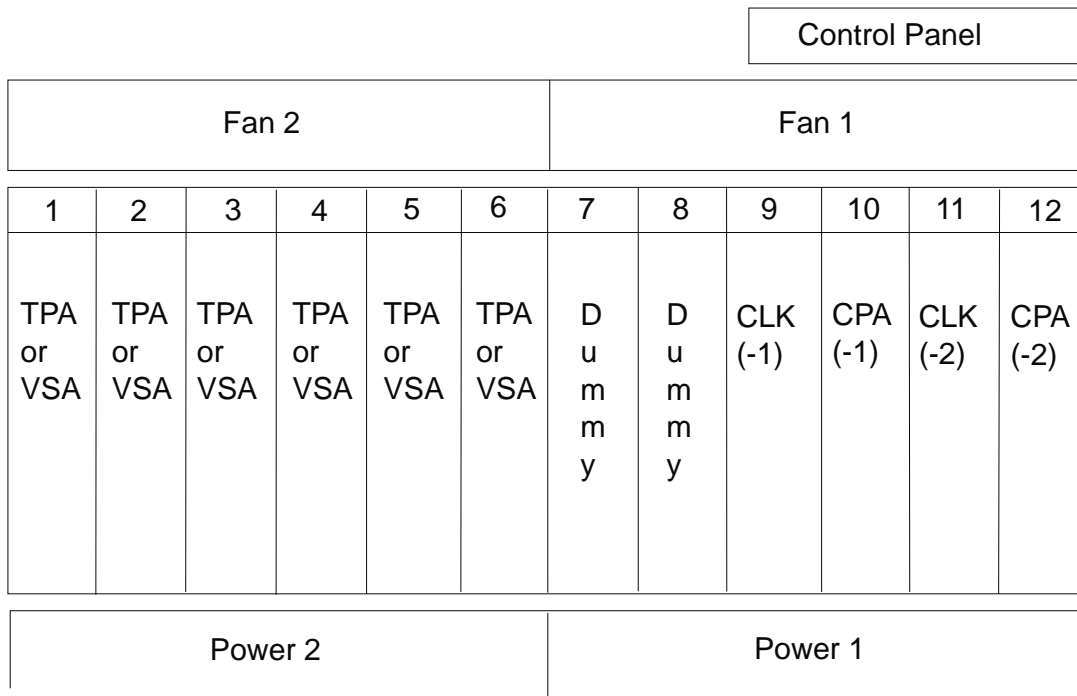 Control Panel
Fan 2 Fan 1
1 2 3 4 5 6 7 8 9 10 11 12
TPA TPA TPA TPA TPA TPA D D CLK CPA CLK CPA
or or or or or or u u (-1) (-1) (-2) (-2)
VSA VSA VSA VSA VSA VSA m m
m m
y y
Power 2 Power 1